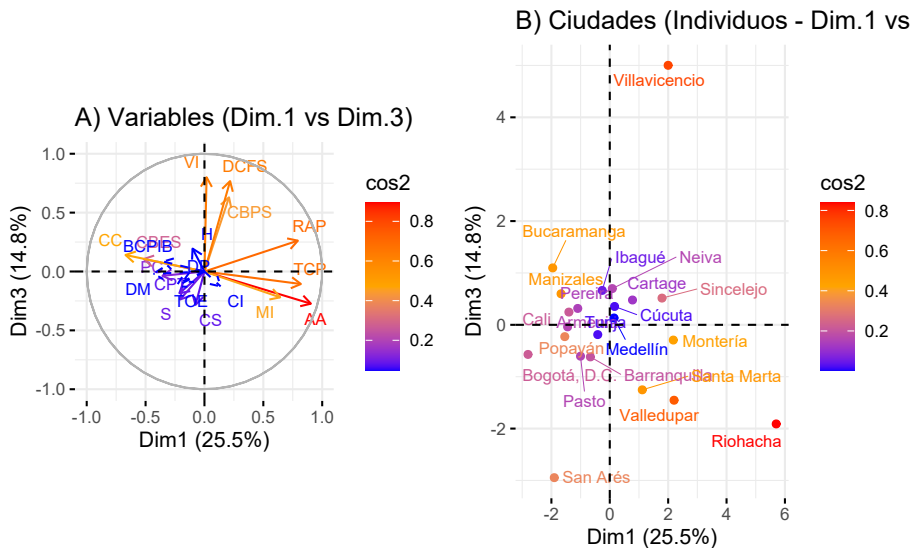 B) Ciudades (Individuos - Dim.1 vs
A) Variables (Dim.1 vs Dim.3)
Dim3 (14.8%)
1.0
0.5
0.0
-0.5
-1.0
VI
DCFS
CBPS
H
RAP
CC
CBES
BCPIB
PC
DP
TCP
CP
DM
TOE
CI
S
CS
MI
AA
-1.0 -0.5 0.0 0.5 1.0
Dim1 (25.5%)
cos2
0.8
0.6
0.4
0.2
Dim3 (14.8%)
4
2
0
-2
Villavicencio
Bucaramanga
Ibagué
Neiva
Manizales
Cartage
Pereira
Sincelejo
Cali
Armenia
Tunja
Cúcuta
Popayán
Medellín
Montería
Bogotá, D.C
Barranquilla
Santa Marta
Pasto
Valledupar
Riohacha
San Arés
-2 0 2 4 6
Dim1 (25.5%)
cos2
0.8
0.6
0.4
0.2